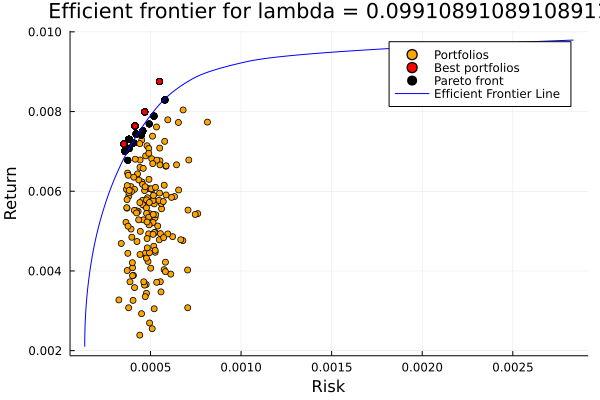 Efficient frontier for lambda = 0.0991089108910891
0.010
0.008
0.006
0.004
0.002
Return
0.0005
0.0010
0.0015
0.0020
0.0025
Risk
Portfolios
Best portfolios
Pareto front
Efficient Frontier Line